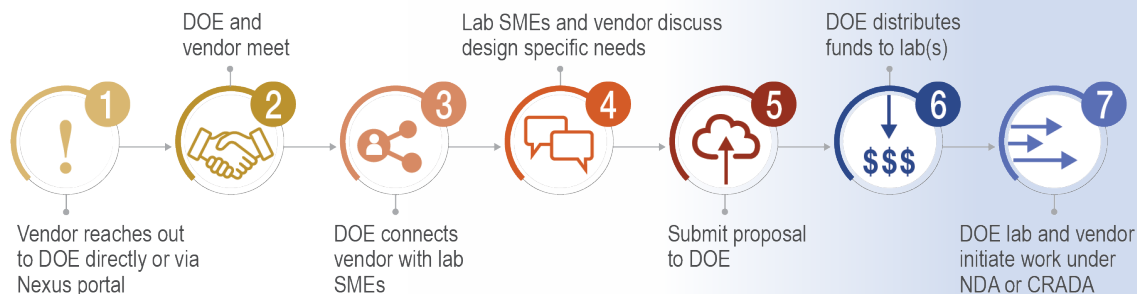 1
Vendor reaches out
to DOE directly or via
Nexus portal
2
DOE and
vendor meet
3
DOE connects
vendor with lab
SMEs
4
Lab SMEs and vendor discuss
design specific needs
5
Submit proposal
to DOE
6
DOE distributes
funds to lab(s)
$$$
7
DOE lab and vendor
initiate work under
NDA or CRADA